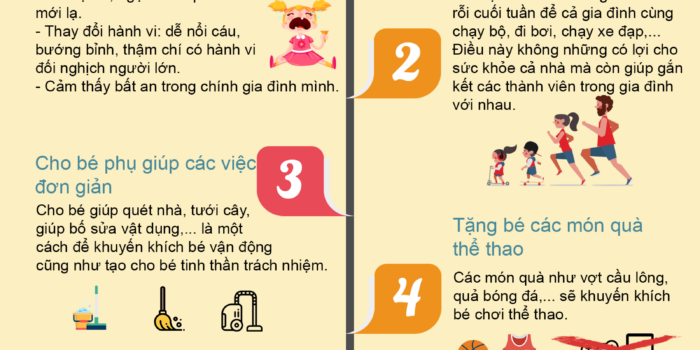 mới lạ.
- Thay đổi hành vi: dễ nổi cáu,
bướng bỉnh, thậm chí có hành vi
đối nghịch người lớn.
- Cảm thấy bất an trong chính gia đình mình.
2
rỗi cuối tuần để cả gia đình cùng
chạy bộ, đi bơi, chạy xe đạp,...
Điều này không những có lợi cho
sức khỏe cả nhà mà còn giúp gắn
kết các thành viên trong gia đình
với nhau.
3
Cho bé phụ giúp các việc
đơn giản
Cho bé giúp quét nhà, tưới cây,
giúp bố sửa vật dụng,... là một
cách để khuyến khích bé vận động
cũng như tạo cho bé tinh thần trách nhiệm.
4
Tặng bé các món quà
thể thao
Các món quà như vợt cầu lông,
quả bóng đá,... sẽ khuyến khích
bé chơi thể thao.